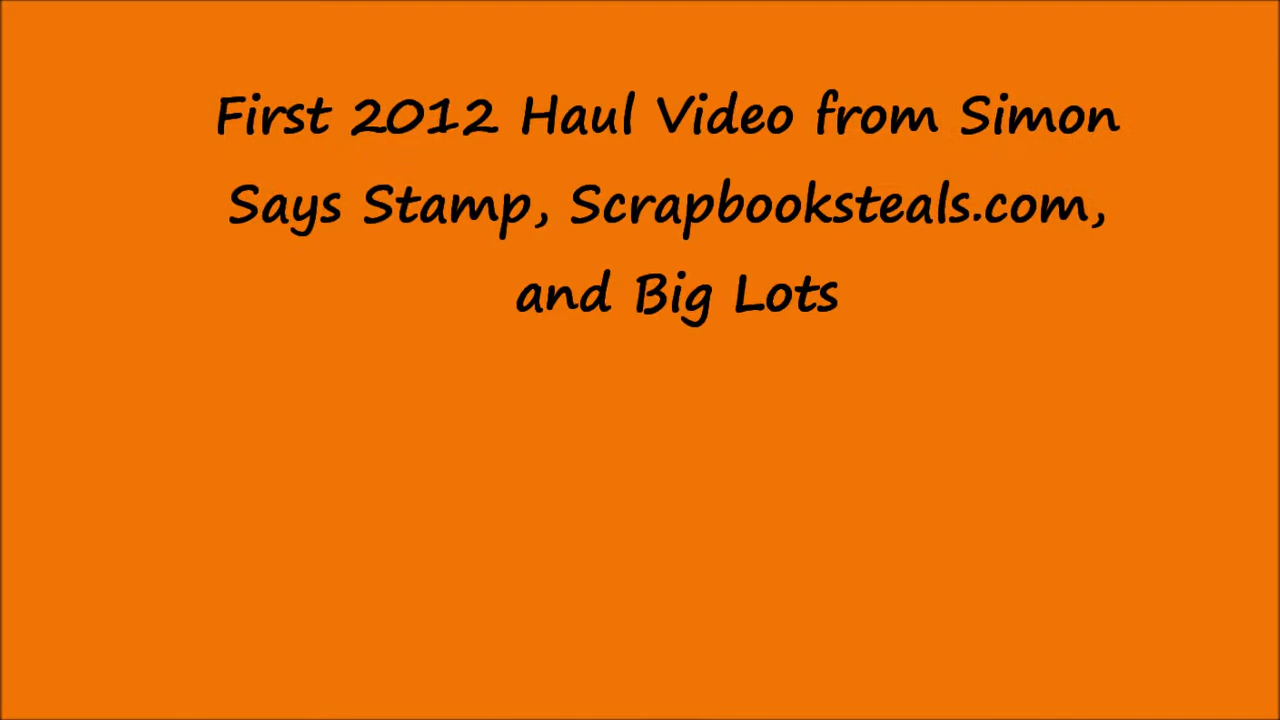 First 2012 Haul Video from Simon
Says Stamp, Scrapbooksteals.com,
and Big Lots